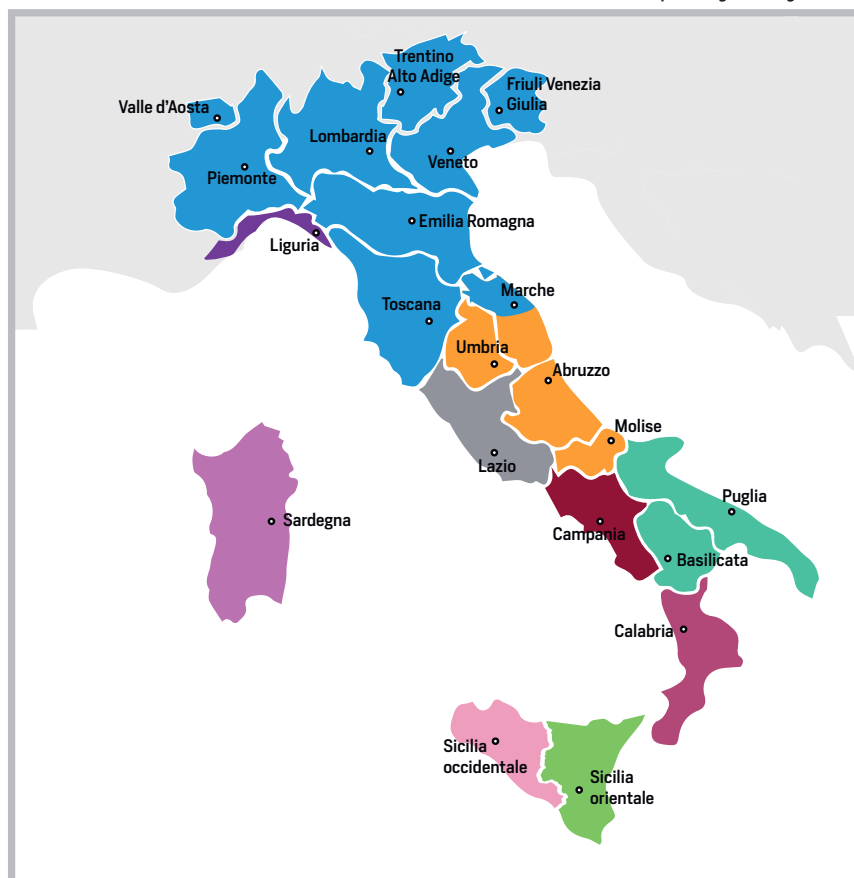 Trentino
Alto Adige
Friuli Venezia
Giulia
Valle d'Aosta
Lombardia
Veneto
Piemonte
Emilia Romagna
Liguria
Marche
Toscana
Umbria
Abruzzo
Molise
Lazio
Puglia
Sardegna
Campania
Basilicata
Calabria
Sicilia
occidentale
Sicilia
orientale